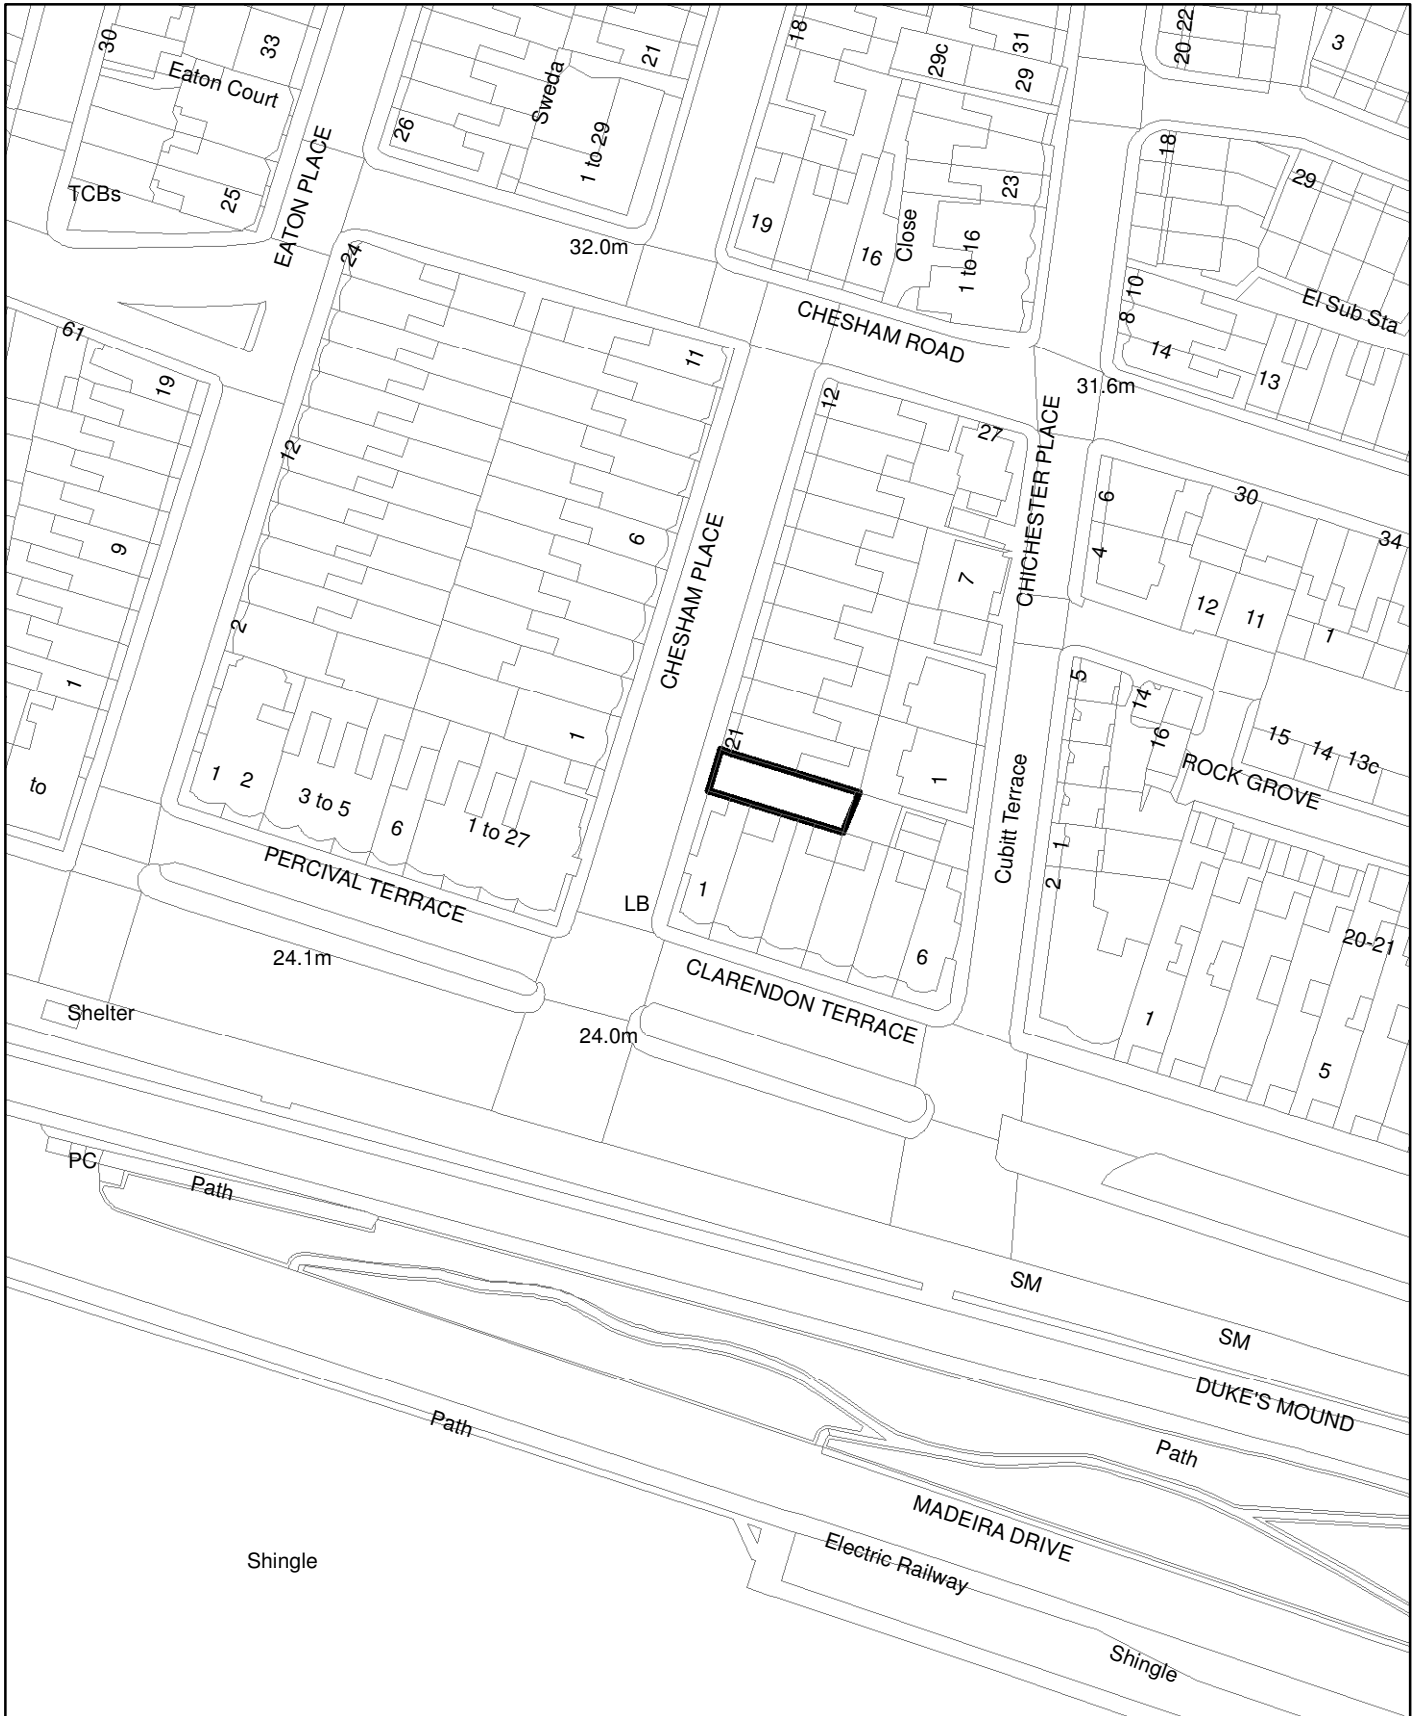 30
33
Eaton Court
Sweda
21
18
29c
31
29
22
20
3
26
1 to 29
18
29
TCBs
25
EATON PLACE
23
19
16
Close
1 to 16
32.0m
24
10
8
14
13
El Sub Sta
CHESHAM ROAD
31.6m
61
19
11
12
27
CHICHESTER PLACE
12
6
30
34
9
6
4
7
CHESHAM PLACE
12
11
1
2
1
5
14
16
15
14
13c
ROCK GROVE
21
1
1
to
1
2
3 to 5
6
1 to 27
Cubitt Terrace
1
2
PERCIVAL TERRACE
LB
1
6
20-21
24.1m
CLARENDON TERRACE
Shelter
24.0m
1
5
PC
Path
SM
SM
DUKE'S MOUND
Path
Path
MADEIRA DRIVE
Electric Railway
Shingle
Shingle